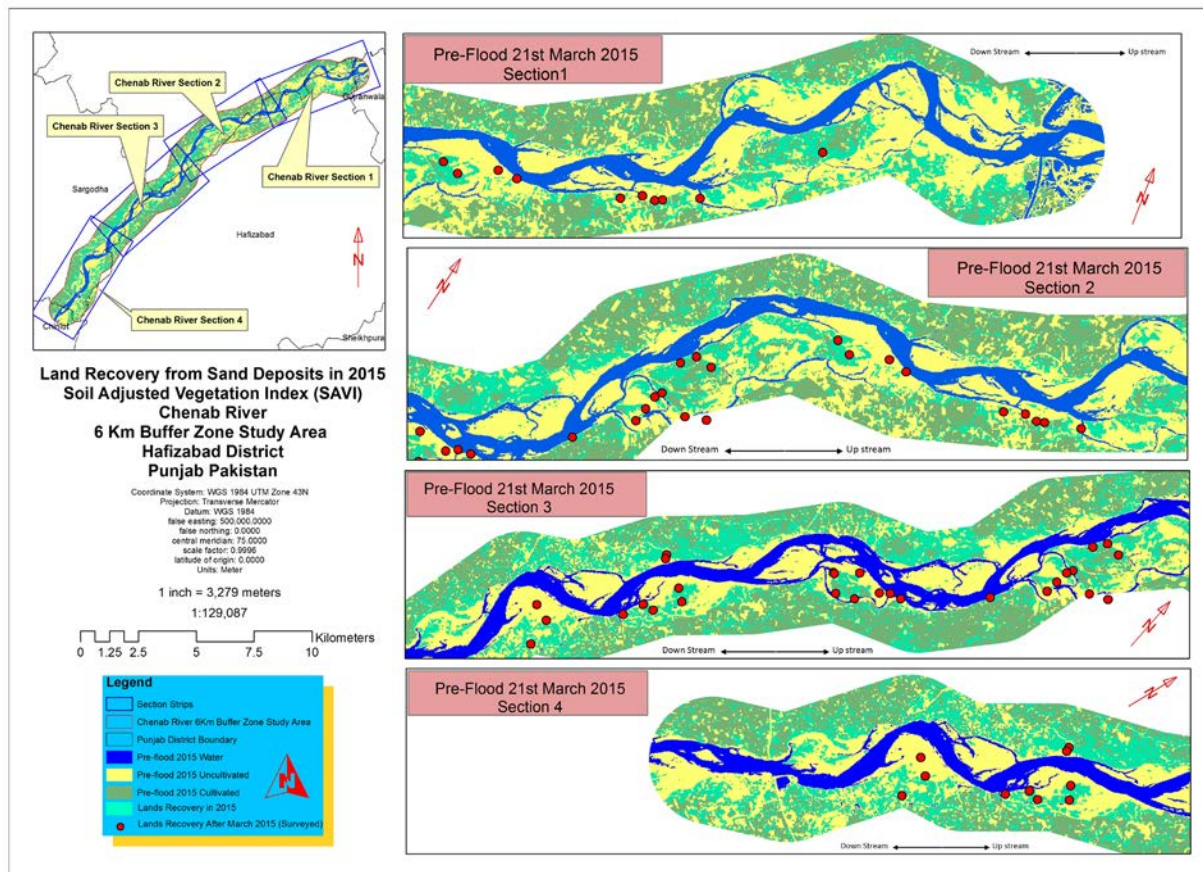 Chenab River Section 2
Chenab River Section 3
Chenab River Section 1
Chenab River Section 4
Gujranwala
Sargodha
Hafizabad
Chiniot
Sheikhpura
N
Land Recovery from Sand Deposits in 2015
Soil Adjusted Vegetation Index (SAVI)
Chenab River
6 Km Buffer Zone Study Area
Hafizabad District
Punjab Pakistan
Coordinate System: WGS 1984 UTM Zone 43N
Projection: Transverse Mercator
Datum: WGS 1984
false easting: 500,000.0000
false northing: 0.0000
central meridian: 75.0000
scale factor: 0.9996
latitude of origin: 0.0000
Units: Meter
1 inch = 3,279 meters
1:129,087
Kilometers
0 1.25 2.5 5 7.5 10
Legend
Section Strips
Chenab River 6Km Buffer Zone Study Area
Punjab District Boundary
Pre-flood 2015 Water
Pre-flood 2015 Uncultivated
Pre-flood 2015 Cultivated
Lands Recovery in 2015
Lands Recovery After March 2015 (Surveyed)
N
Pre-Flood 21st March 2015
Section1
Down Stream Up stream
N
Pre-Flood 21st March 2015
Section 2
N
Down Stream Up stream
Pre-Flood 21st March 2015
Section 3
Down Stream Up stream
N
Pre-Flood 21st March 2015
Section 4
N
Down Stream Up stream